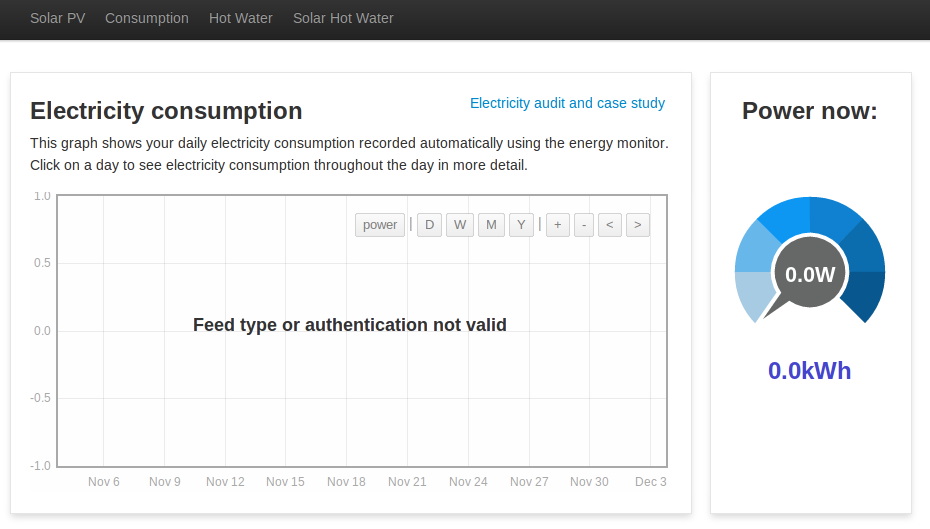 Solar PV Consumption Hot Water Solar Hot Water
Electricity consumption
Electricity audit and case study
This graph shows your daily electricity consumption recorded automatically using the energy monitor.
Click on a day to see electricity consumption throughout the day in more detail.
power | D W M Y | + - < >
1.0
0.5
0.0
-0.5
-1.0
Feed type or authentication not valid
Nov 6 Nov 9 Nov 12 Nov 15 Nov 18 Nov 21 Nov 24 Nov 27 Nov 30 Dec 3
Power now:
0.0W
0.0kWh